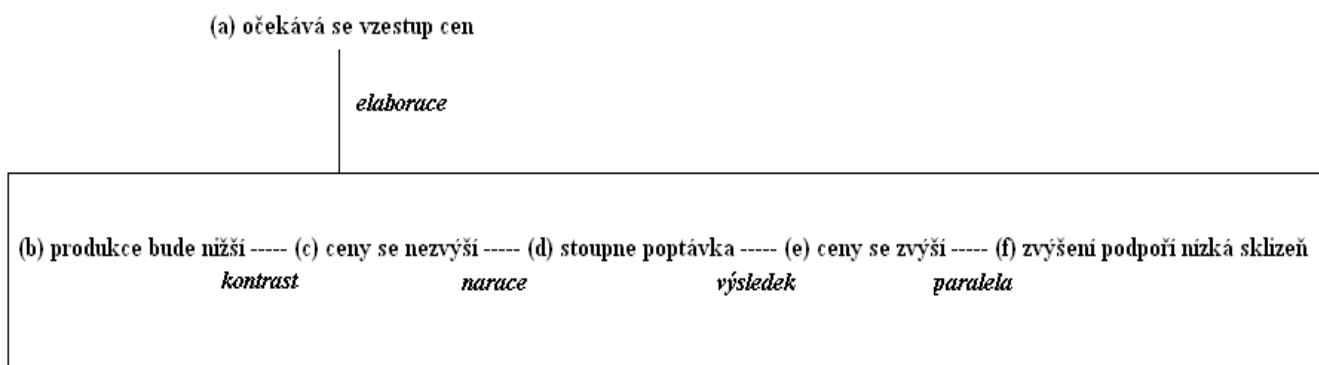 (a) očekává se vzestup cen
elaborace
(b) produkce bude nižší ----- (c) ceny se nezvýší ----- (d) stoupne poptávka ----- (e) ceny se zvýší ----- (f) zvýšení podpoří nízká sklizeň
kontrast narace výsledek paralela